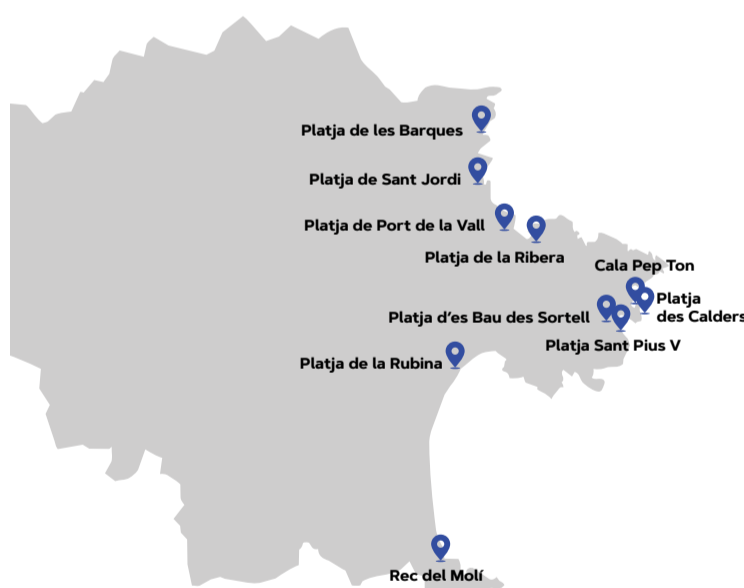 Platja de les Barques
Platja de Sant Jordi
Platja de Port de la Vall
Platja de la Ribera
Cala Pep Ton
Platja
des Calders
Platja d'es Bau des Sortell
Platja Sant Pius V
Platja de la Rubina
Rec del Molí